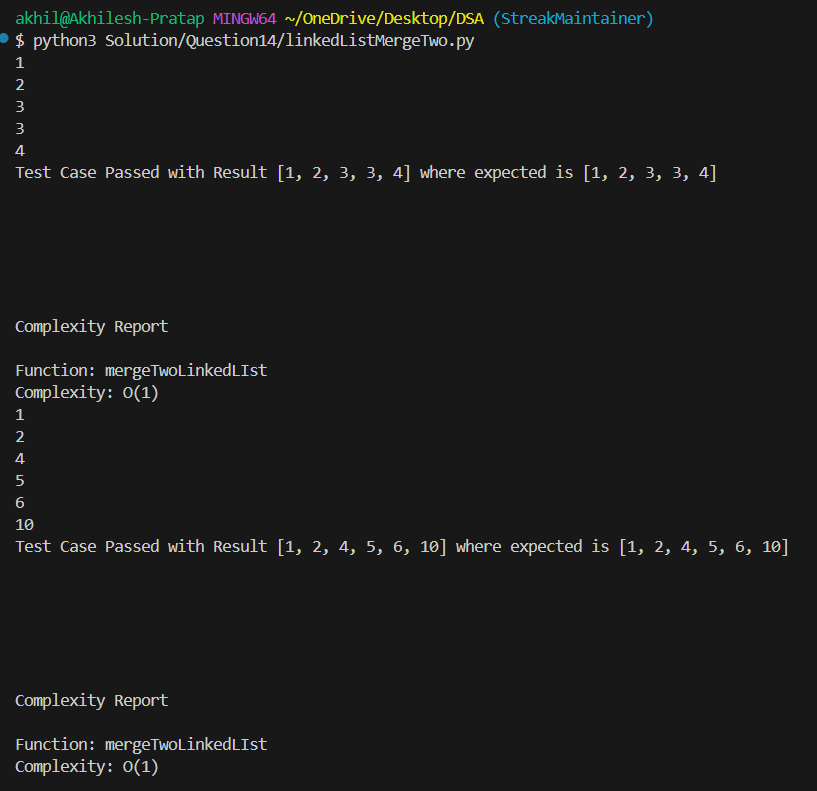 akhil@Akhilesh-Pratap MINGW64 ~/OneDrive/Desktop/DSA (StreakMaintainer)
$ python3 Solution/Question14/linkedListMergeTwo.py
1
2
3
3
4
Test Case Passed with Result [1, 2, 3, 3, 4] where expected is [1, 2, 3, 3, 4]
Complexity Report
Function: mergeTwoLinkedLIst
Complexity: O(1)
1
2
4
5
6
10
Test Case Passed with Result [1, 2, 4, 5, 6, 10] where expected is [1, 2, 4, 5, 6, 10]
Complexity Report
Function: mergeTwoLinkedLIst
Complexity: O(1)